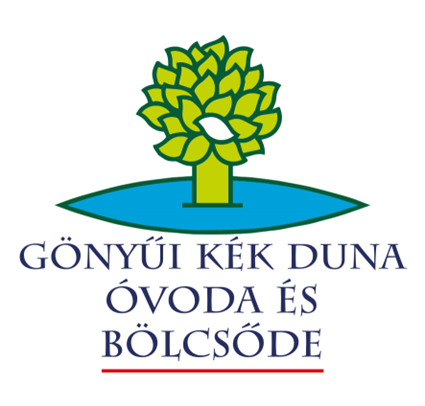 GÖNYŰI KÉK DUNA
ÓVODA ÉS
BÖLCSŐDE